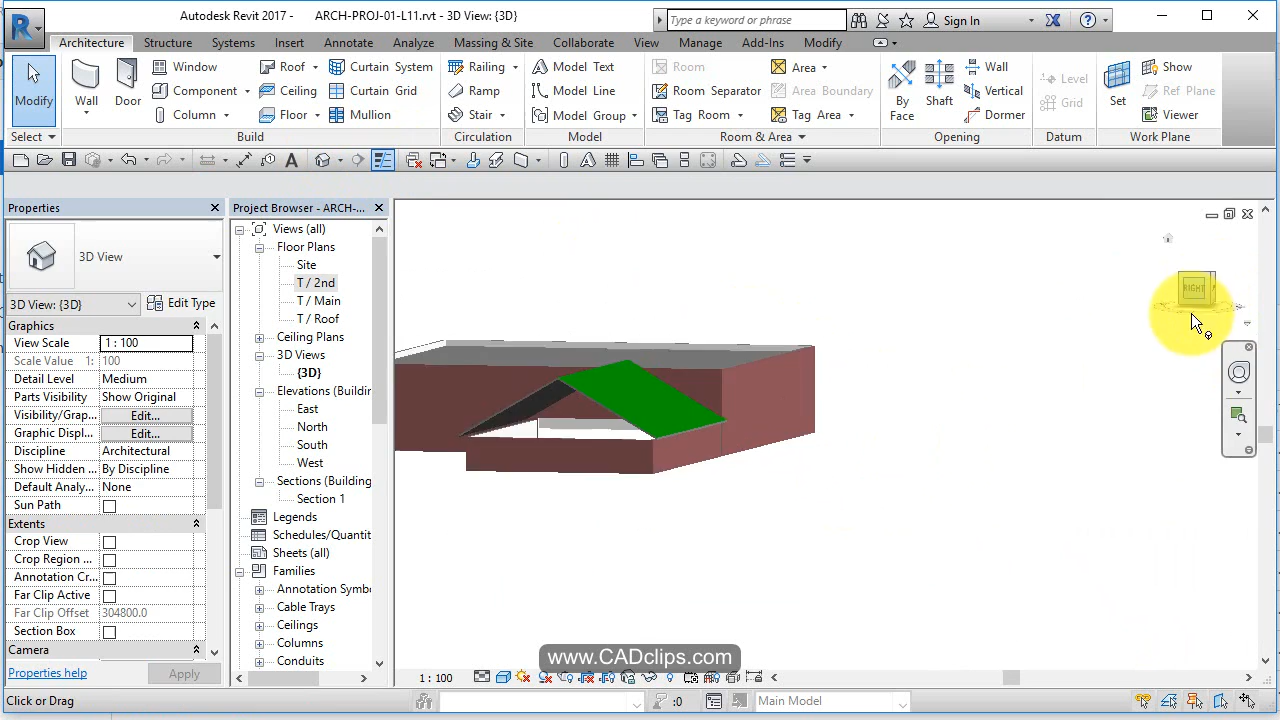 Autodesk Revit 2017 - ARCH-PROJ-01-L11.rvt - 3D View: {3D}
Type a keyword or phrase
Sign In
Architecture Structure Systems Insert Annotate Analyze Massing & Site Collaborate View Manage Add-Ins Modify
Modify
Wall
Door
Window
Component
Column
Roof
Ceiling
Floor
Curtain System
Curtain Grid
Mullion
Railing
Ramp
Stair
Model Text
Model Line
Model Group
Room
Room Separator
Tag Room
Area
Area Boundary
Tag Area
By Face
Shaft
Wall
Vertical
Dormer
Level
Grid
Set
Show
Ref Plane
Viewer
Select Build Circulation Model Room & Area Opening Datum Work Plane
Properties
3D View
3D View: {3D} Edit Type
Graphics
View Scale 1 : 100
Scale Value 1: 100
Detail Level Medium
Parts Visibility Show Original
Visibility/Grap... Edit...
Graphic Displ... Edit...
Discipline Architectural
Show Hidden ... By Discipline
Default Analy... None
Sun Path
Extents
Crop View
Crop Region ...
Annotation Cr...
Far Clip Active
Far Clip Offset 304800.0
Section Box
Camera
Properties help Apply
Project Browser - ARCH-...
Views (all)
Floor Plans
Site
T / 2nd
T / Main
T / Roof
Ceiling Plans
3D Views
{3D}
Elevations (Buildin
East
North
South
West
Sections (Building
Section 1
Legends
Schedules/Quantit
Sheets (all)
Families
Annotation Symbo
Cable Trays
Ceilings
Columns
Conduits
RIGHT
www.CADclips.com
1 : 100
Click or Drag
:0
Main Model